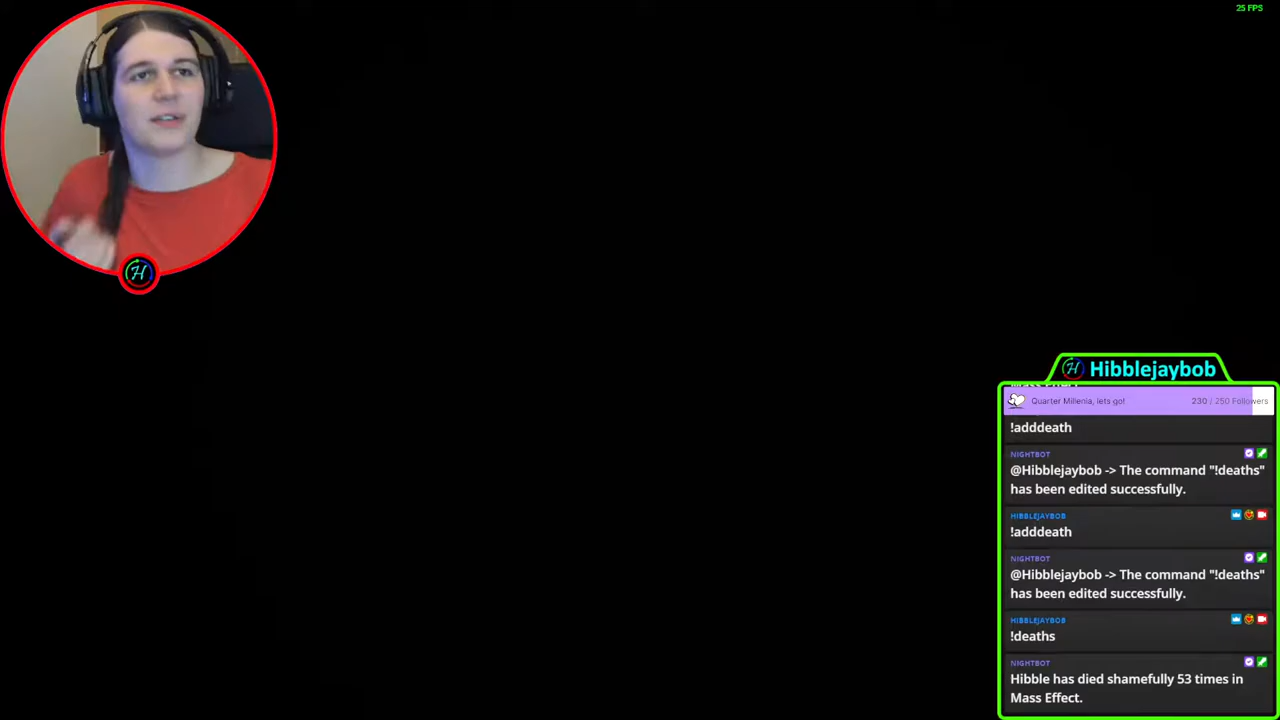 25 FPS
H
H Hibblejaybob
Mass Effect.
Quarter Millenia, lets go! 230 / 250 Followers
!adddeath
NIGHTBOT
@Hibblejaybob -> The command "!deaths"
has been edited successfully.
HIBBLEJAYBOB
!adddeath
NIGHTBOT
@Hibblejaybob -> The command "!deaths"
has been edited successfully.
HIBBLEJAYBOB
!deaths
NIGHTBOT
Hibble has died shamefully 53 times in
Mass Effect.